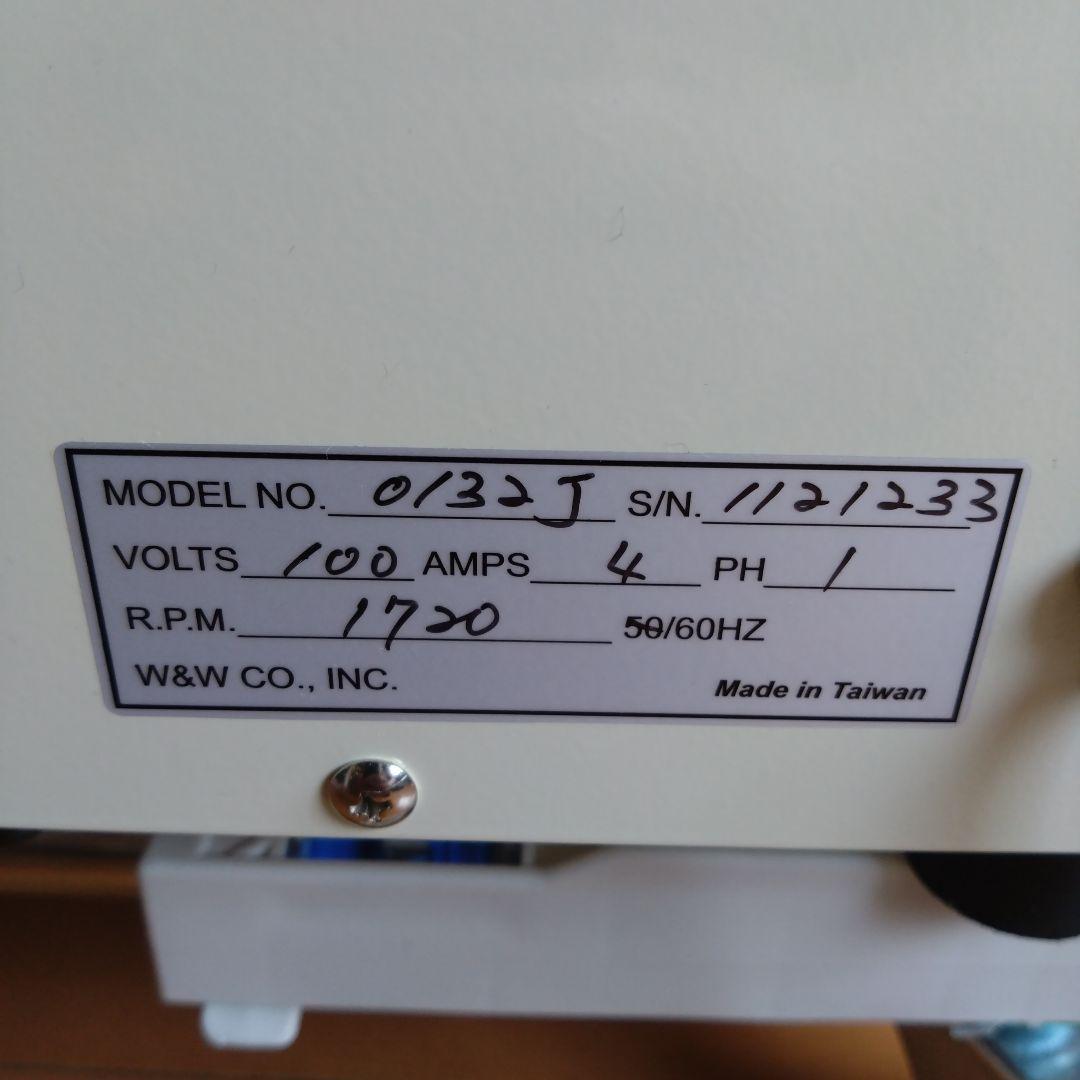 MODEL NO. 0132J S/N. 1121233
VOLTS 100 AMPS 4 PH 1
R.P.M. 1720 50/60HZ
W&W CO., INC. Made in Taiwan